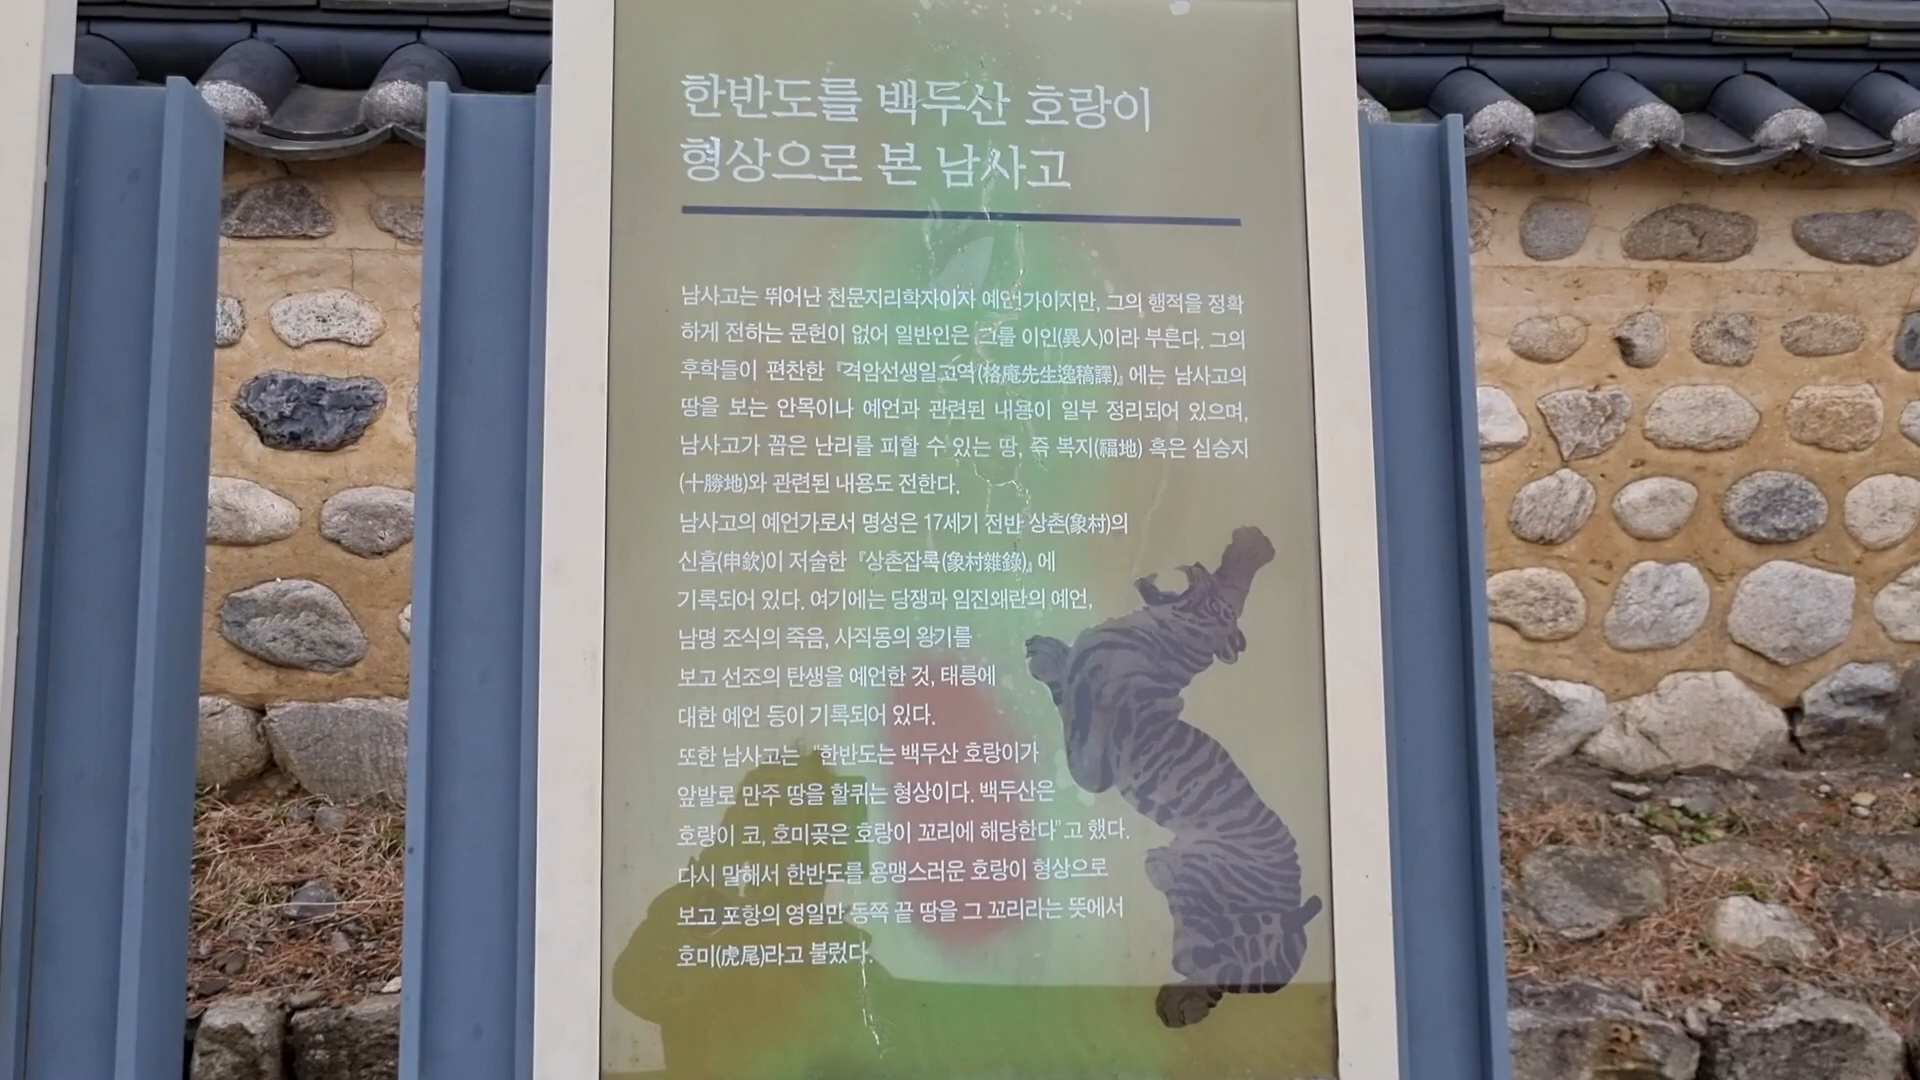 한반도를 백두산 호랑이
형상으로 본 남사고
남사고는 뛰어난 천문지리학자이자 예언가이지만, 그의 행적을 정확
하게 전하는 문헌이 없어 일반인은 그를 이인(異人)이라 부른다. 그의
후학들이 편찬한 『격암선생일고역(格庵先生逸稿譯)』에는 남사고의
땅을 보는 안목이나 예언과 관련된 내용이 일부 정리되어 있으며,
남사고가 꼽은 난리를 피할 수 있는 땅, 즉 복지(福地) 혹은 십승지
(十勝地)와 관련된 내용도 전한다.
남사고의 예언가로서 명성은 17세기 전반 상촌(象村)의
신흠(申欽)이 저술한 『상촌잡록(象村雜錄)』에
기록되어 있다. 여기에는 당쟁과 임진왜란의 예언,
남명 조식의 죽음, 사직동의 왕기를
보고 선조의 탄생을 예언한 것, 태릉에
대한 예언 등이 기록되어 있다.
또한 남사고는 “한반도는 백두산 호랑이가
앞발로 만주 땅을 할퀴는 형상이다. 백두산은
호랑이 코, 호미곶은 호랑이 꼬리에 해당한다”고 했다.
다시 말해서 한반도를 용맹스러운 호랑이 형상으로
보고 포항의 영일만 동쪽 끝 땅을 그 꼬리라는 뜻에서
호미(虎尾)라고 불렀다.